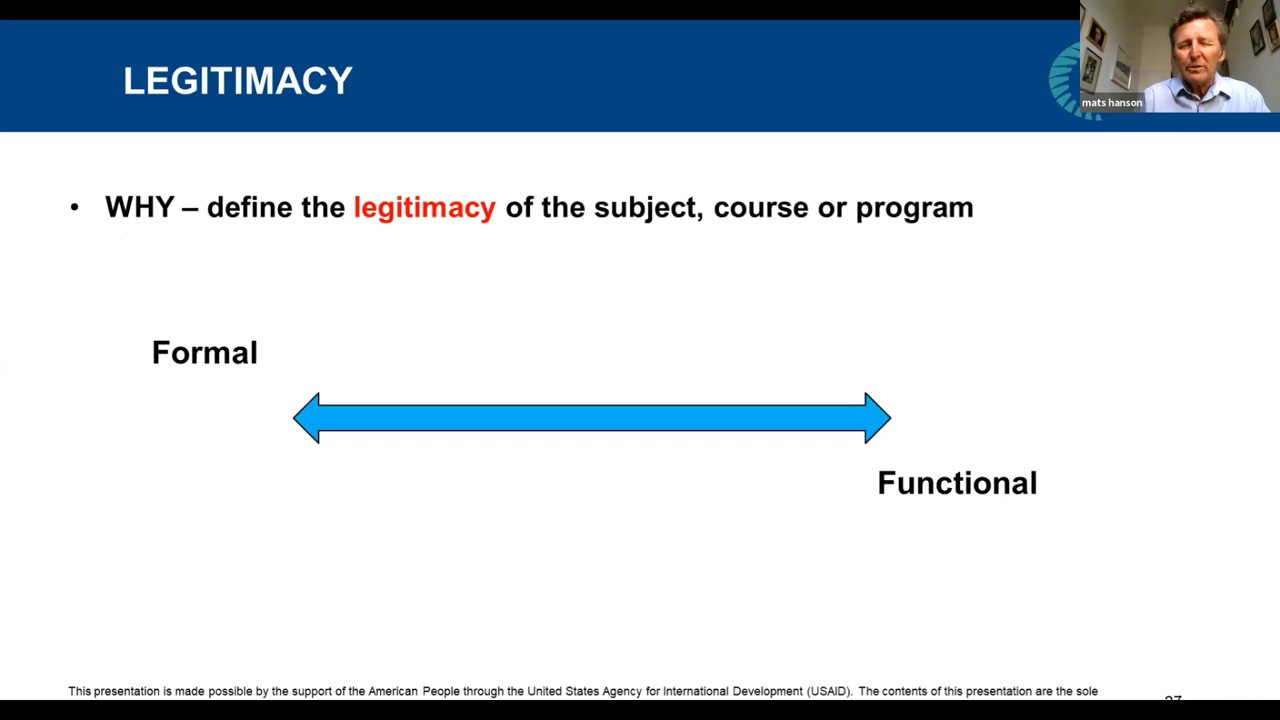 LEGITIMACY
mats hanson
• WHY – define the legitimacy of the subject, course or program
Formal
Functional
This presentation is made possible by the support of the American People through the United States Agency for International Development (USAID). The contents of this presentation are the sole